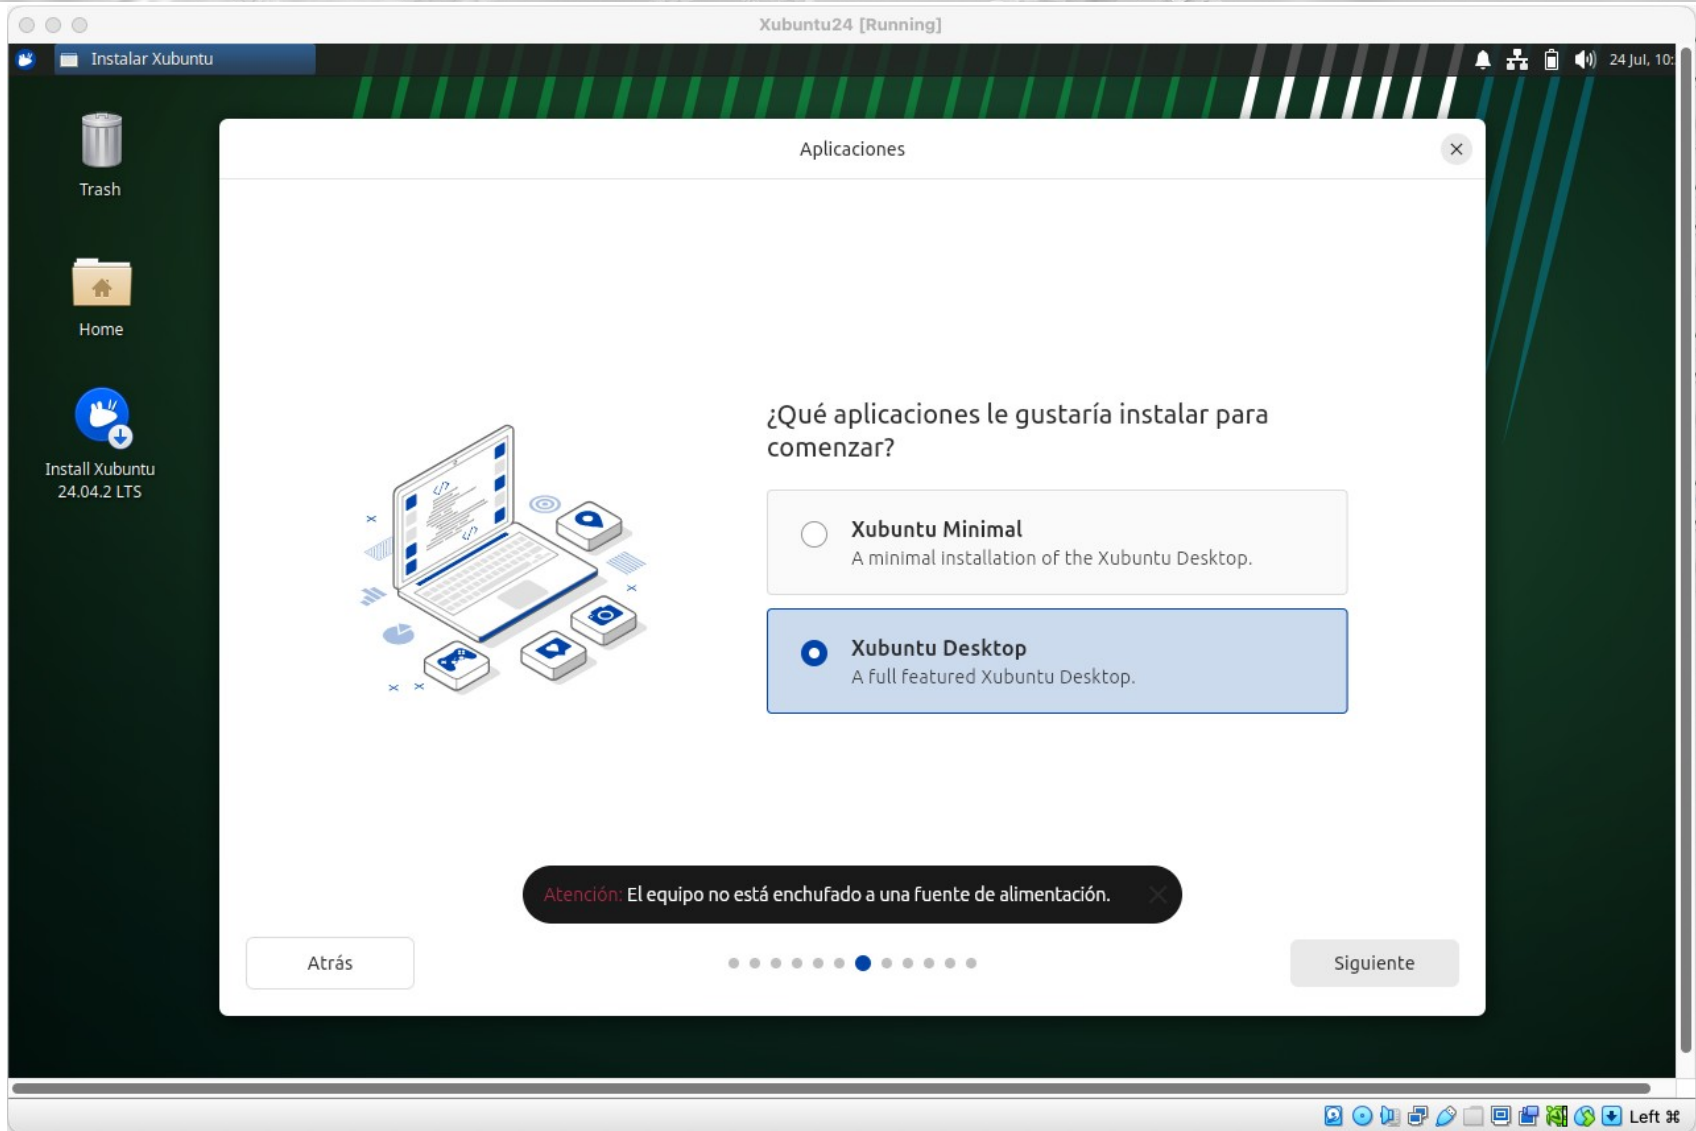 Xubuntu24 [Running]
Instalar Xubuntu
24 Jul, 10:
Trash
Home
Install Xubuntu
24.04.2 LTS
Aplicaciones
¿Qué aplicaciones le gustaría instalar para
comenzar?
Xubuntu Minimal
A minimal installation of the Xubuntu Desktop.
Xubuntu Desktop
A full featured Xubuntu Desktop.
Atención: El equipo no está enchufado a una fuente de alimentación.
Atrás
Siguiente
Left ⌘